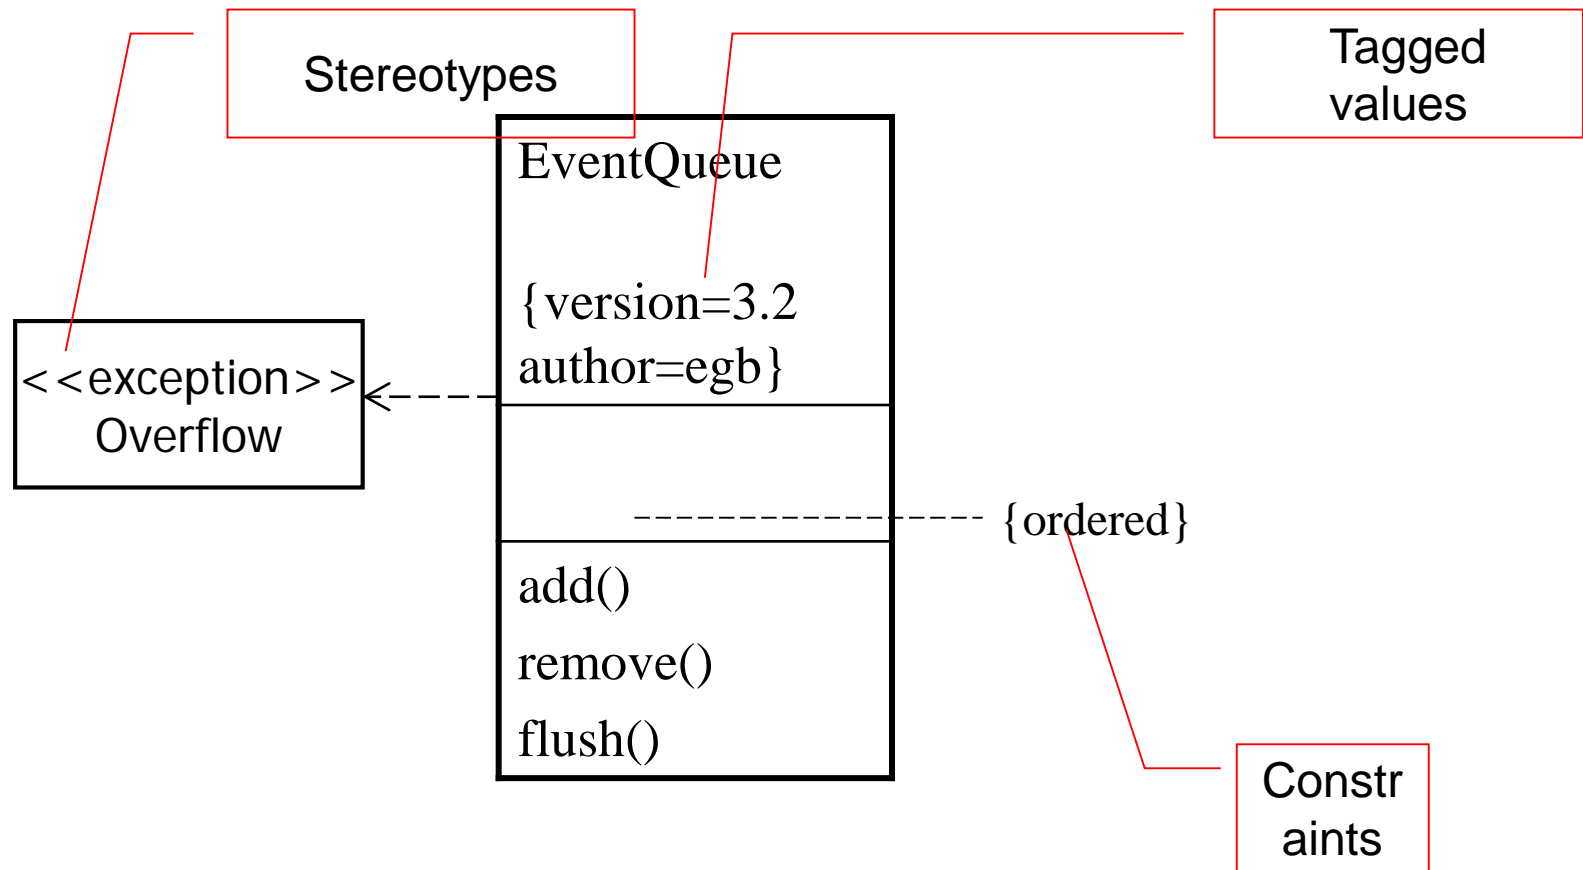 Stereotypes
Tagged
values
EventQueue
{version=3.2
author=egb}
<<exception>>
Overflow
{ordered}
add()
remove()
flush()
Constr
aints